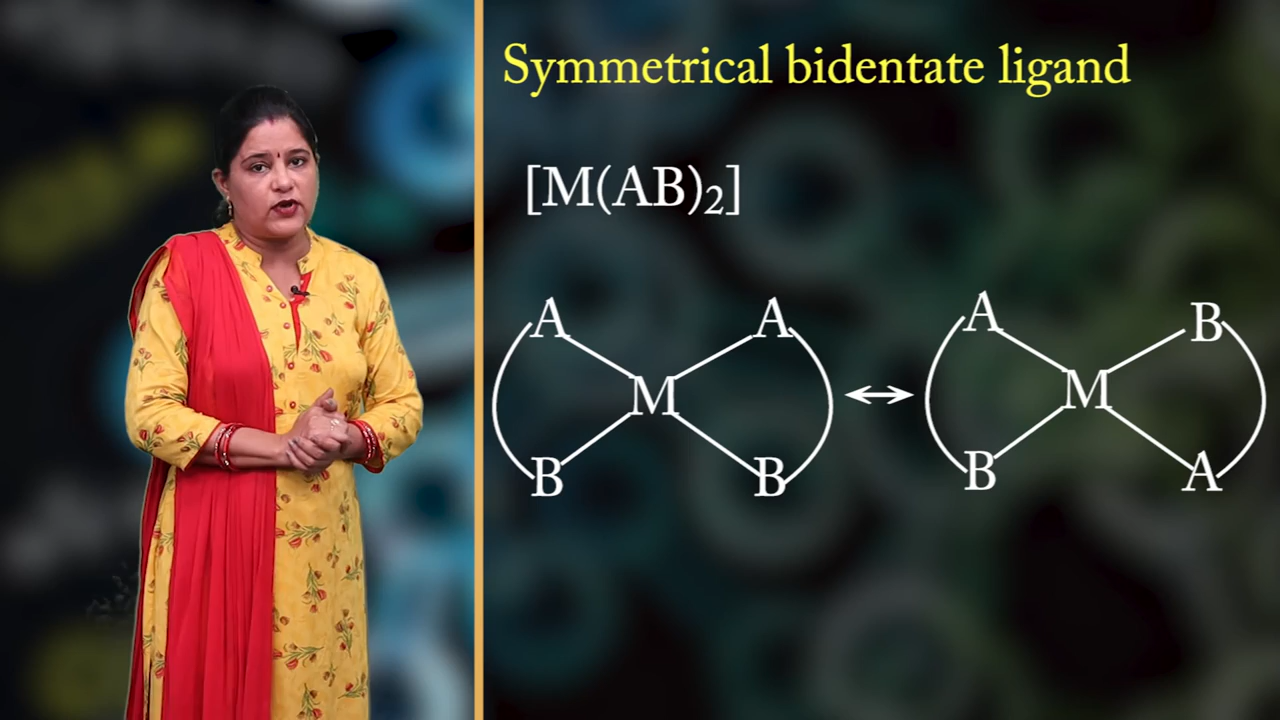 Symmetrical bidentate ligand
[M(AB)₂]
A A A B
M ↔ M
B B B A